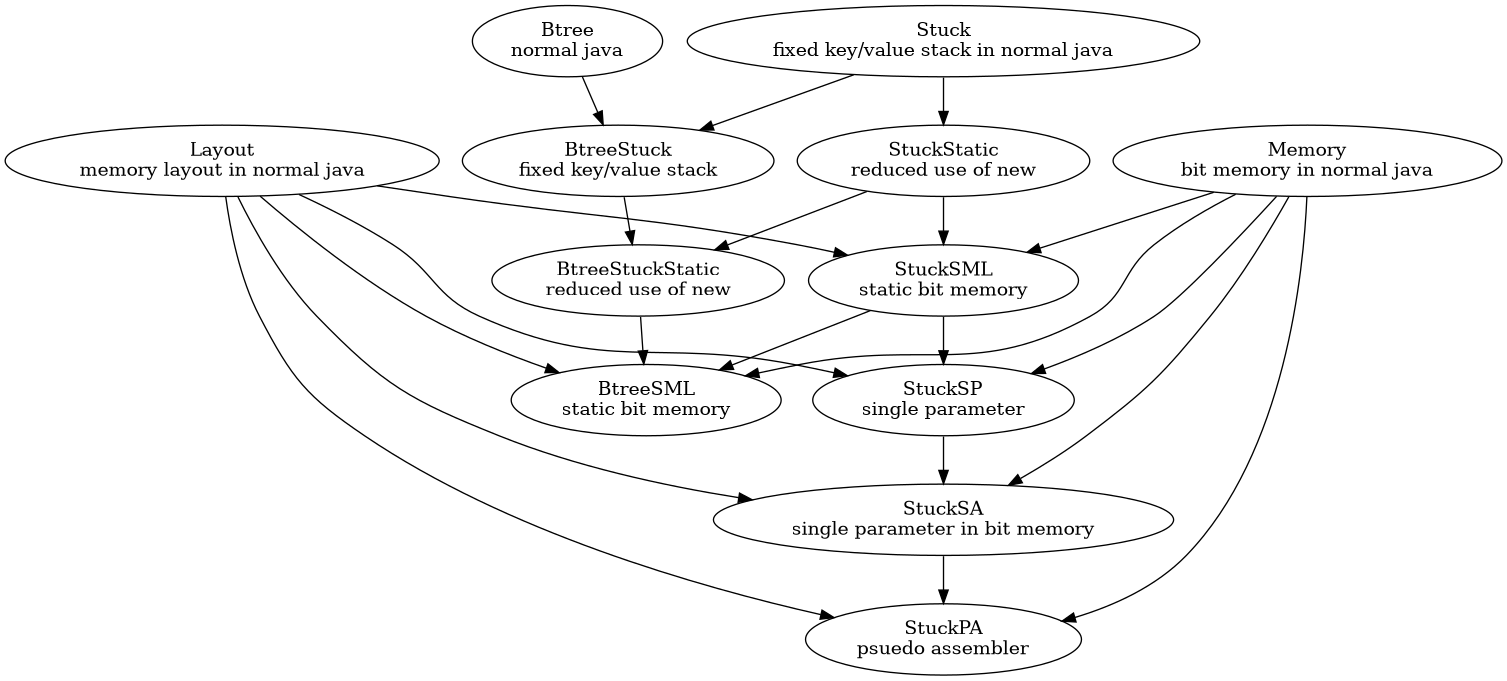 Btree
normal java
Stuck
fixed key/value stack in normal java
Layout
memory layout in normal java
BtreeStuck
fixed key/value stack
StuckStatic
reduced use of new
Memory
bit memory in normal java
BtreeStuckStatic
reduced use of new
StuckSML
static bit memory
BtreeSML
static bit memory
StuckSP
single parameter
StuckSA
single parameter in bit memory
StuckPA
psuedo assembler